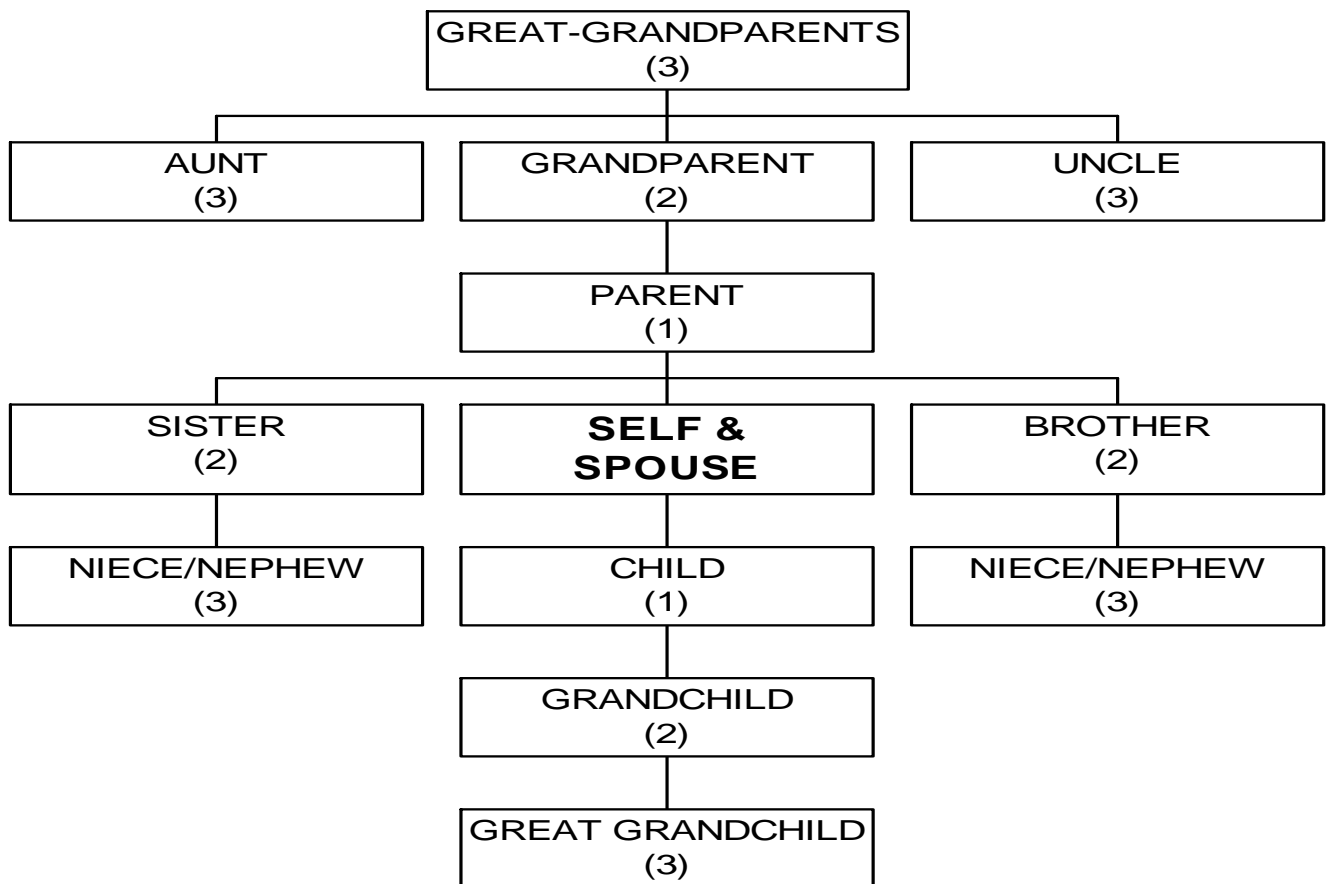 GREAT-GRANDPARENTS
(3)
AUNT
(3)
GRANDPARENT
(2)
UNCLE
(3)
PARENT
(1)
SISTER
(2)
SELF &
SPOUSE
BROTHER
(2)
NIECE/NEPHEW
(3)
CHILD
(1)
NIECE/NEPHEW
(3)
GRANDCHILD
(2)
GREAT GRANDCHILD
(3)